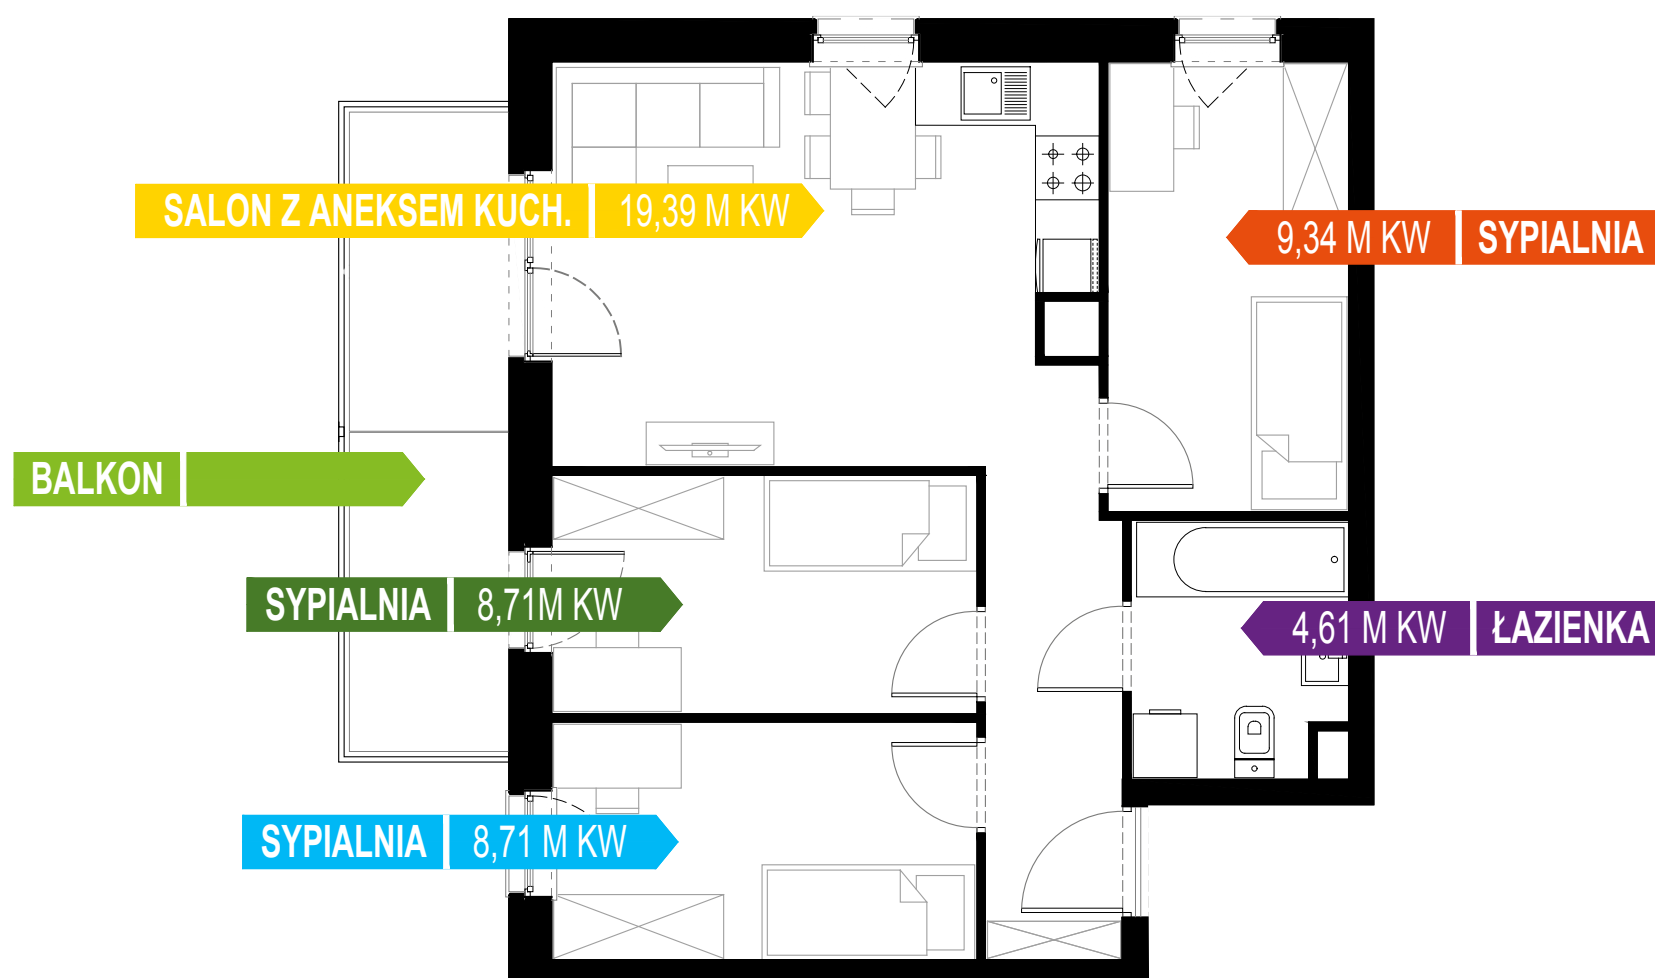 SALON Z ANEKSEM KUCH. 19,39 M KW
9,34 M KW SYPIALNIA
BALKON
SYPIALNIA 8,71M KW
4,61 M KW ŁAZIENKA
SYPIALNIA 8,71 M KW